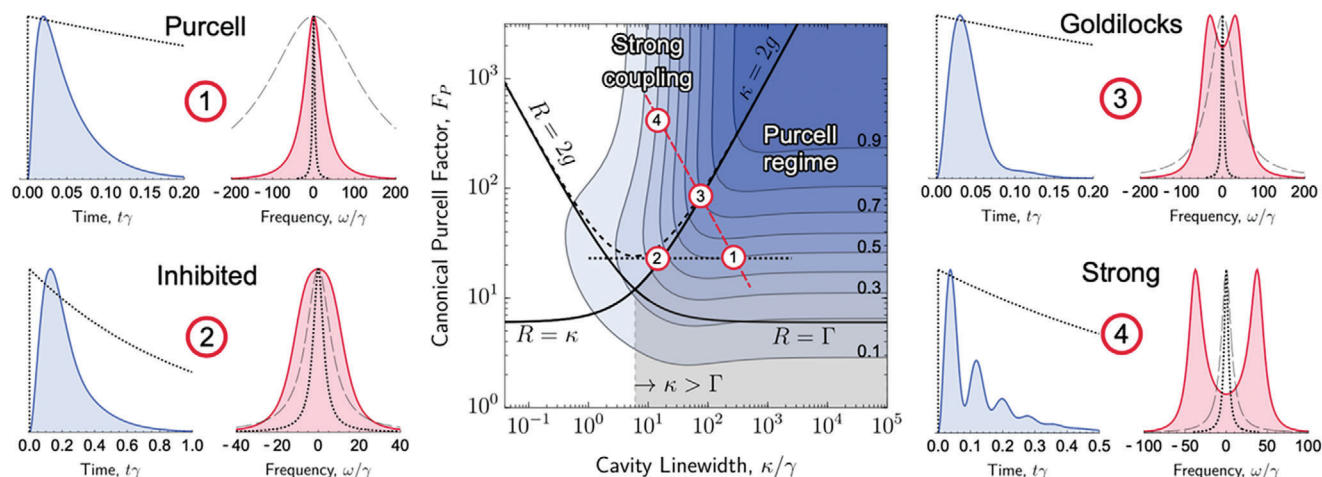 Purcell
1
0.00 0.05 0.10 0.15 0.20
Time, tγ
-200 -100 0 100 200
Frequency, ω/γ
Inhibited
2
0.0 0.2 0.4 0.6 0.8 1.0
Time, tγ
-40 -20 0 20 40
Frequency, ω/γ
Canonical Purcell Factor, F_P
10³
10²
10¹
10⁰
Strong
coupling
κ = 2g
R = 2g
4
0.9
Purcell
regime
3
0.7
2
1
0.5
0.3
R = κ
R = Γ
0.1
→ κ > Γ
10⁻¹ 10⁰ 10¹ 10² 10³ 10⁴ 10⁵
Cavity Linewidth, κ/γ
Goldilocks
3
0.00 0.05 0.10 0.15 0.20
Time, tγ
-200 -100 0 100 200
Frequency, ω/γ
Strong
4
0.0 0.1 0.2 0.3 0.4 0.5
Time, tγ
-100 -50 0 50 100
Frequency, ω/γ